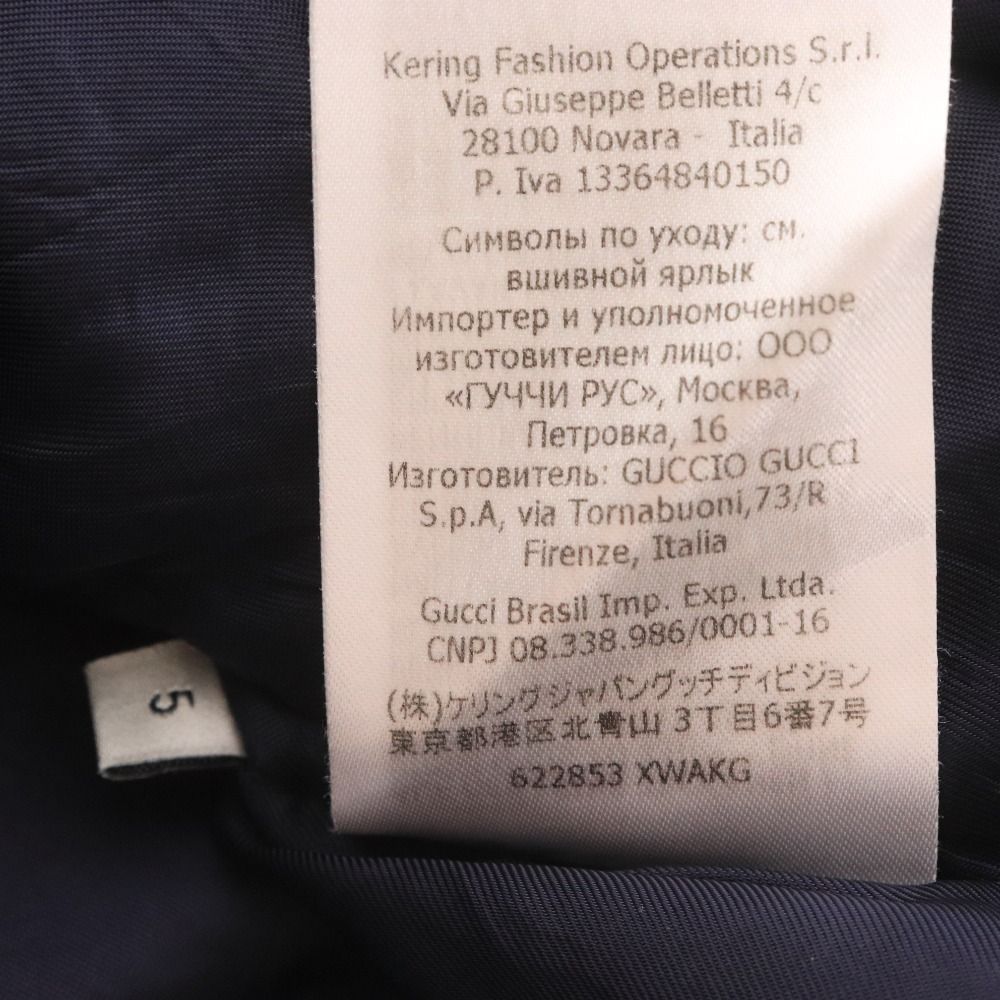 Kering Fashion Operations S.r.l.
Via Giuseppe Belletti 4/c
28100 Novara - Italia
P. Iva 13364840150
Символы по уходу: см.
вшивной ярлык
Импортер и уполномоченное
изготовителем лицо: ООО
«ГУЧЧИ РУС», Москва,
Петровка, 16
Изготовитель: GUCCIO GUCCI
S.p.A, via Tornabuoni,73/R
Firenze, Italia
Gucci Brasil Imp. Exp. Ltda.
CNPJ 08.338.986/0001-16
(株)ケリングジャパングッチディビジョン
東京都港区北青山 3丁目6番7号
622853 XWAKG
5